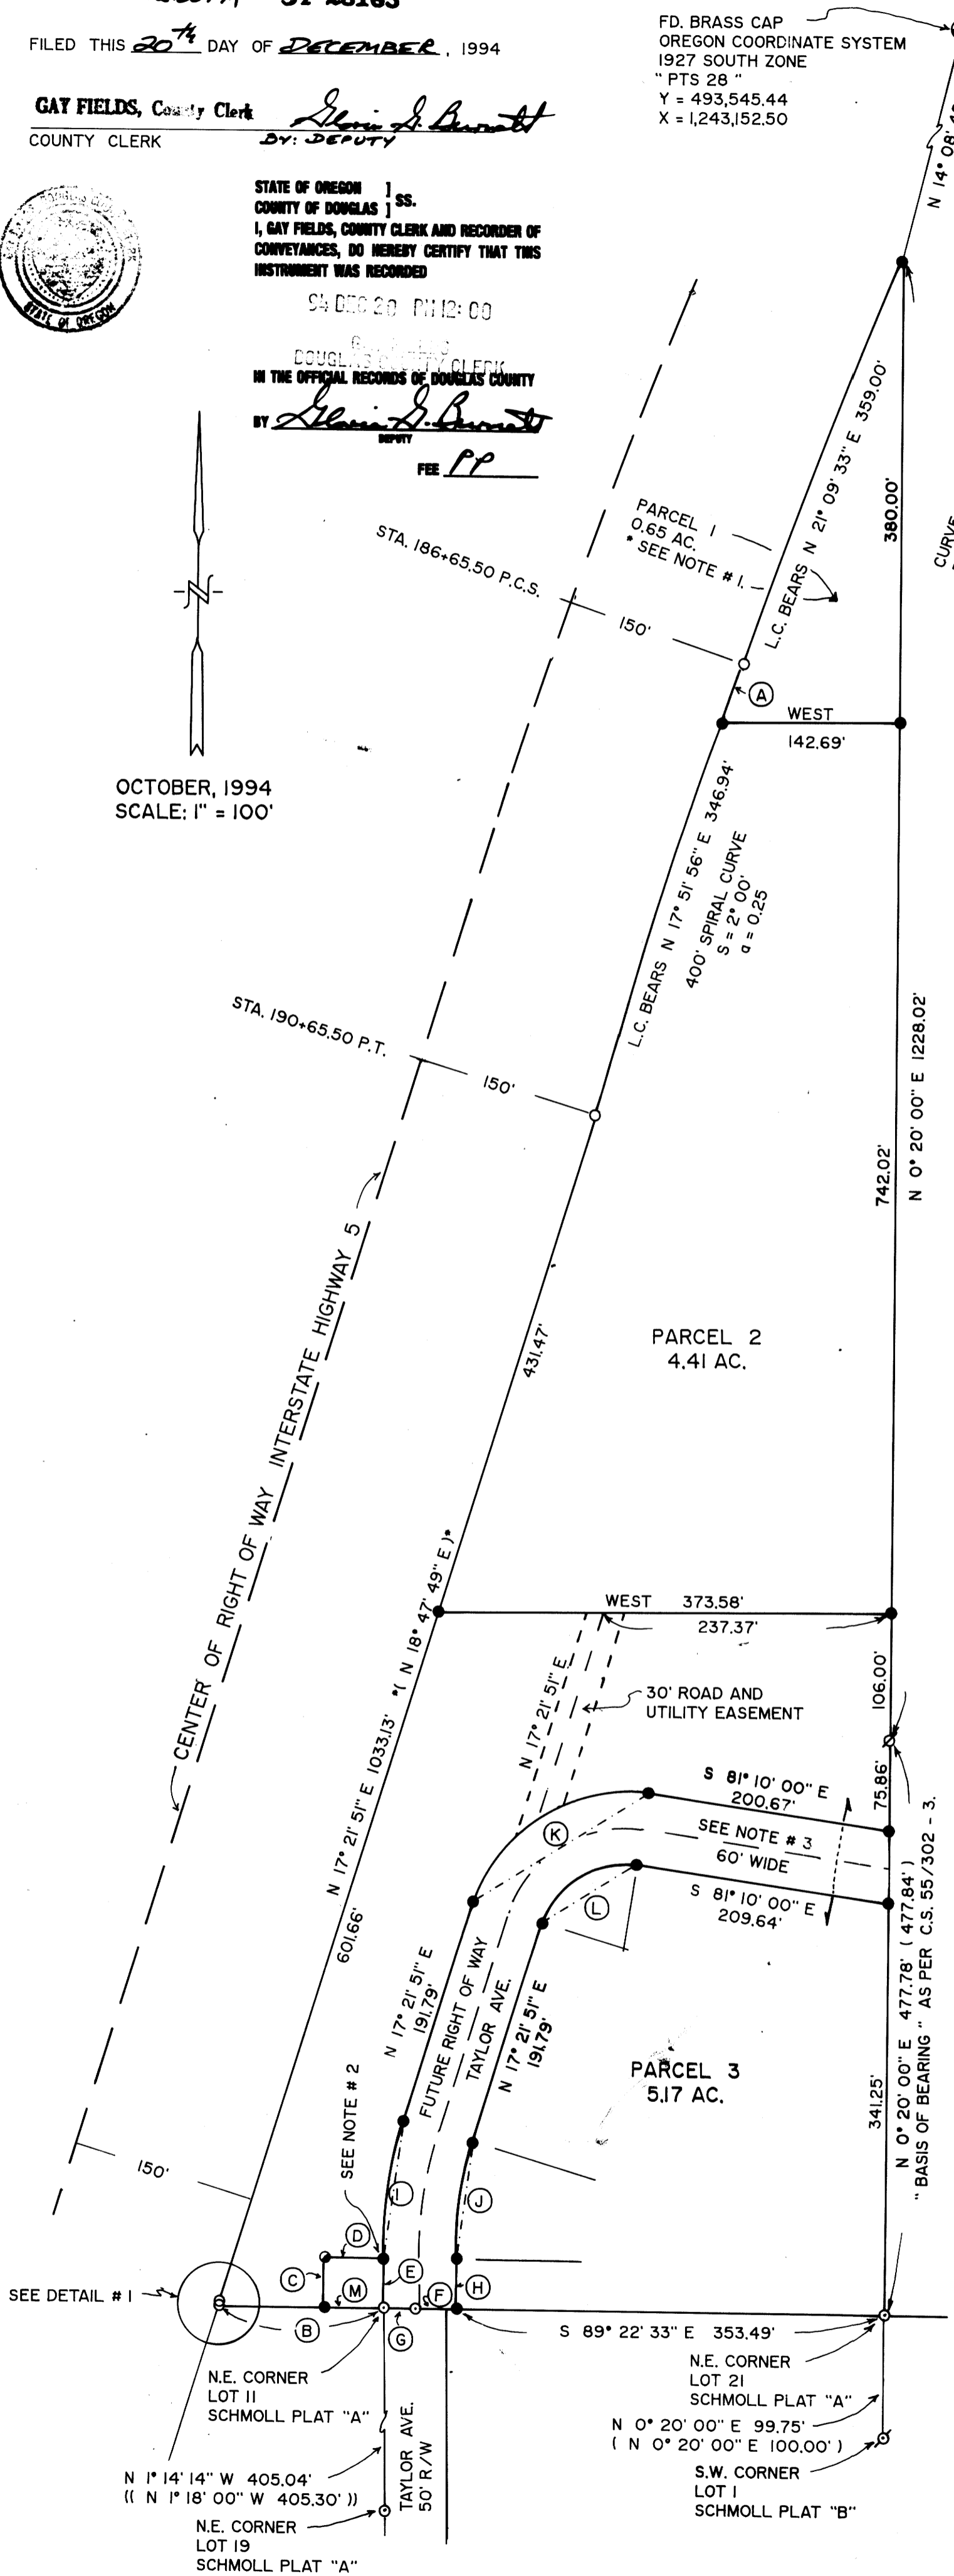 FILED THIS 20th DAY OF DECEMBER, 1994
GAY FIELDS, County Clerk
COUNTY CLERK
BY: DEPUTY
STATE OF OREGON ] SS.
COUNTY OF DOUGLAS ]
I, GAY FIELDS, COUNTY CLERK AND RECORDER OF
CONVEYANCES, DO HEREBY CERTIFY THAT THIS
INSTRUMENT WAS RECORDED
94 DEC 20 PM 12:00
DOUGLAS COUNTY CLERK
IN THE OFFICIAL RECORDS OF DOUGLAS COUNTY
BY
DEPUTY
FEE PP
STATE OF OREGON
FD. BRASS CAP
OREGON COORDINATE SYSTEM
1927 SOUTH ZONE
" PTS 28 "
Y = 493,545.44
X = 1,243,152.50
N 14° 08'
N
OCTOBER, 1994
SCALE: 1" = 100'
L.C. BEARS N 21° 09' 33" E 359.00'
380.00'
CURVE
PARCEL 1
0.65 AC.
* SEE NOTE # 1.
STA. 186+65.50 P.C.S.
150'
A
WEST
142.69'
L.C. BEARS N 17° 51' 56" E 346.94'
400' SPIRAL CURVE
S = 2° 00'
a = 0.25
STA. 190+65.50 P.T.
150'
N 0° 20' 00" E 1228.02'
742.02'
431.47'
PARCEL 2
4.41 AC.
CENTER OF RIGHT OF WAY INTERSTATE HIGHWAY 5
N 17° 21' 51" E 1033.13' *( N 18° 47' 49" E )*
601.66'
WEST 373.58'
237.37'
106.00'
N 17° 21' 51" E
30' ROAD AND
UTILITY EASEMENT
75.86'
S 81° 10' 00" E
200.67'
SEE NOTE # 3
60' WIDE
S 81° 10' 00" E
209.64'
K
L
N 17° 21' 51" E
191.79'
FUTURE RIGHT OF WAY
TAYLOR AVE.
N 17° 21' 51" E
191.79'
PARCEL 3
5.17 AC.
341.25'
N 0° 20' 00" E 477.78' ( 477.84' )
" BASIS OF BEARING " AS PER C.S. 55/302 - 3.
SEE NOTE # 2
150'
I
J
D
C
M
E
F
H
B
G
SEE DETAIL # 1
S 89° 22' 33" E 353.49'
N.E. CORNER
LOT 11
SCHMOLL PLAT "A"
N.E. CORNER
LOT 21
SCHMOLL PLAT "A"
N 0° 20' 00" E 99.75'
( N 0° 20' 00" E 100.00' )
S.W. CORNER
LOT 1
SCHMOLL PLAT "B"
N 1° 14' 14" W 405.04'
(( N 1° 18' 00" W 405.30' ))
TAYLOR AVE.
50' R/W
N.E. CORNER
LOT 19
SCHMOLL PLAT "A"